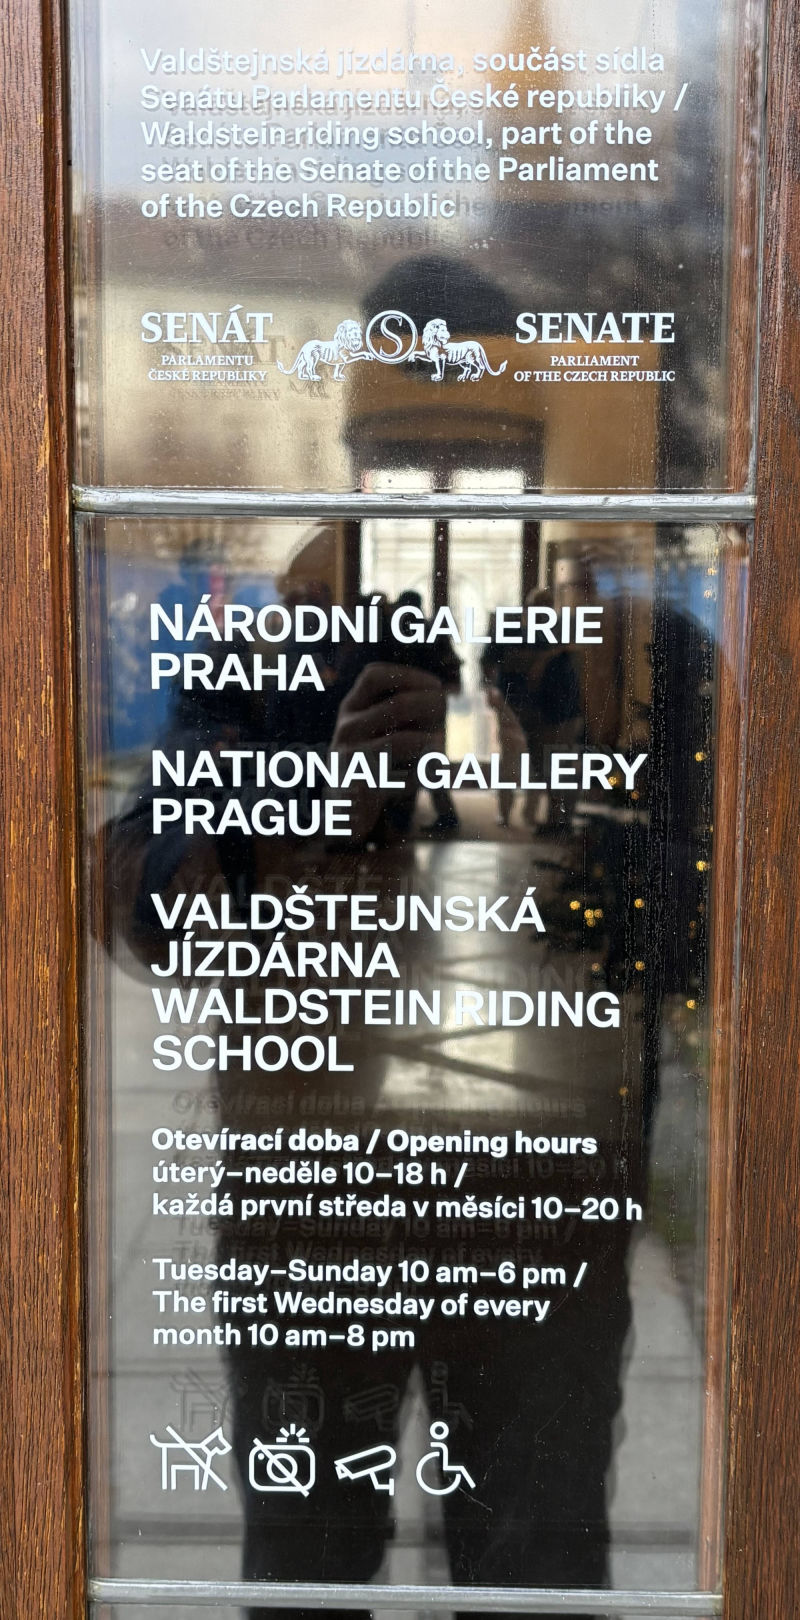 Valdštejnská jízdárna, součást sídla
Senátu Parlamentu České republiky /
Waldstein riding school, part of the
seat of the Senate of the Parliament
of the Czech Republic
SENÁT
PARLAMENTU
ČESKÉ REPUBLIKY
S
SENATE
PARLIAMENT
OF THE CZECH REPUBLIC
NÁRODNÍ GALERIE
PRAHA
NATIONAL GALLERY
PRAGUE
VALDŠTEJNSKÁ
JÍZDÁRNA
WALDSTEIN RIDING
SCHOOL
Otevírací doba / Opening hours
úterý–neděle 10–18 h /
každá první středa v měsíci 10–20 h
Tuesday–Sunday 10 am–6 pm /
The first Wednesday of every
month 10 am–8 pm